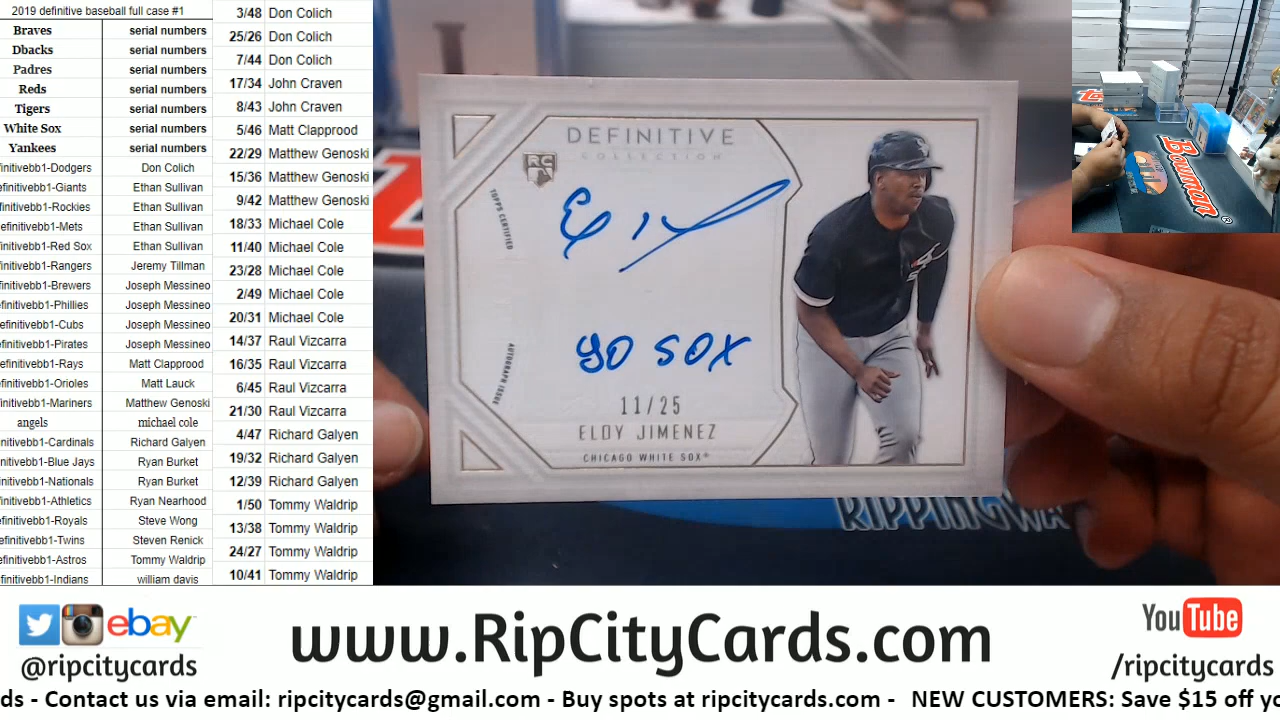 2019 definitive baseball full case #1
Braves serial numbers
Dbacks serial numbers
Padres serial numbers
Reds serial numbers
Tigers serial numbers
White Sox serial numbers
Yankees serial numbers
finitivebb1-Dodgers Don Colich
efinitivebb1-Giants Ethan Sullivan
efinitivebb1-Rockies Ethan Sullivan
efinitivebb1-Mets Ethan Sullivan
efinitivebb1-Red Sox Ethan Sullivan
finitivebb1-Rangers Jeremy Tillman
finitivebb1-Brewers Joseph Messineo
finitivebb1-Phillies Joseph Messineo
efinitivebb1-Cubs Joseph Messineo
efinitivebb1-Pirates Joseph Messineo
efinitivebb1-Rays Matt Clapprood
efinitivebb1-Orioles Matt Lauck
finitivebb1-Mariners Matthew Genoski
angels michael cole
nitivebb1-Cardinals Richard Galyen
nitivebb1-Blue Jays Ryan Burket
nitivebb1-Nationals Ryan Burket
nitivebb1-Athletics Ryan Nearhood
efinitivebb1-Royals Steve Wong
efinitivebb1-Twins Steven Renick
efinitivebb1-Astros Tommy Waldrip
efinitivebb1-Indians william davis
3/48 Don Colich
25/26 Don Colich
7/44 Don Colich
17/34 John Craven
8/43 John Craven
5/46 Matt Clapprood
22/29 Matthew Genoski
15/36 Matthew Genoski
9/42 Matthew Genoski
18/33 Michael Cole
11/40 Michael Cole
23/28 Michael Cole
2/49 Michael Cole
20/31 Michael Cole
14/37 Raul Vizcarra
16/35 Raul Vizcarra
6/45 Raul Vizcarra
21/30 Raul Vizcarra
4/47 Richard Galyen
19/32 Richard Galyen
12/39 Richard Galyen
1/50 Tommy Waldrip
13/38 Tommy Waldrip
24/27 Tommy Waldrip
10/41 Tommy Waldrip
DEFINITIVE
COLLECTION
RC
TOPPS CERTIFIED
AUTOGRAPH ISSUE
go sox
11/25
ELOY JIMENEZ
CHICAGO WHITE SOX®
Bowman®
ebay
@ripcitycards
www.RipCityCards.com
YouTube
/ripcitycards
ds - Contact us via email: ripcitycards@gmail.com - Buy spots at ripcitycards.com - NEW CUSTOMERS: Save $15 off yo